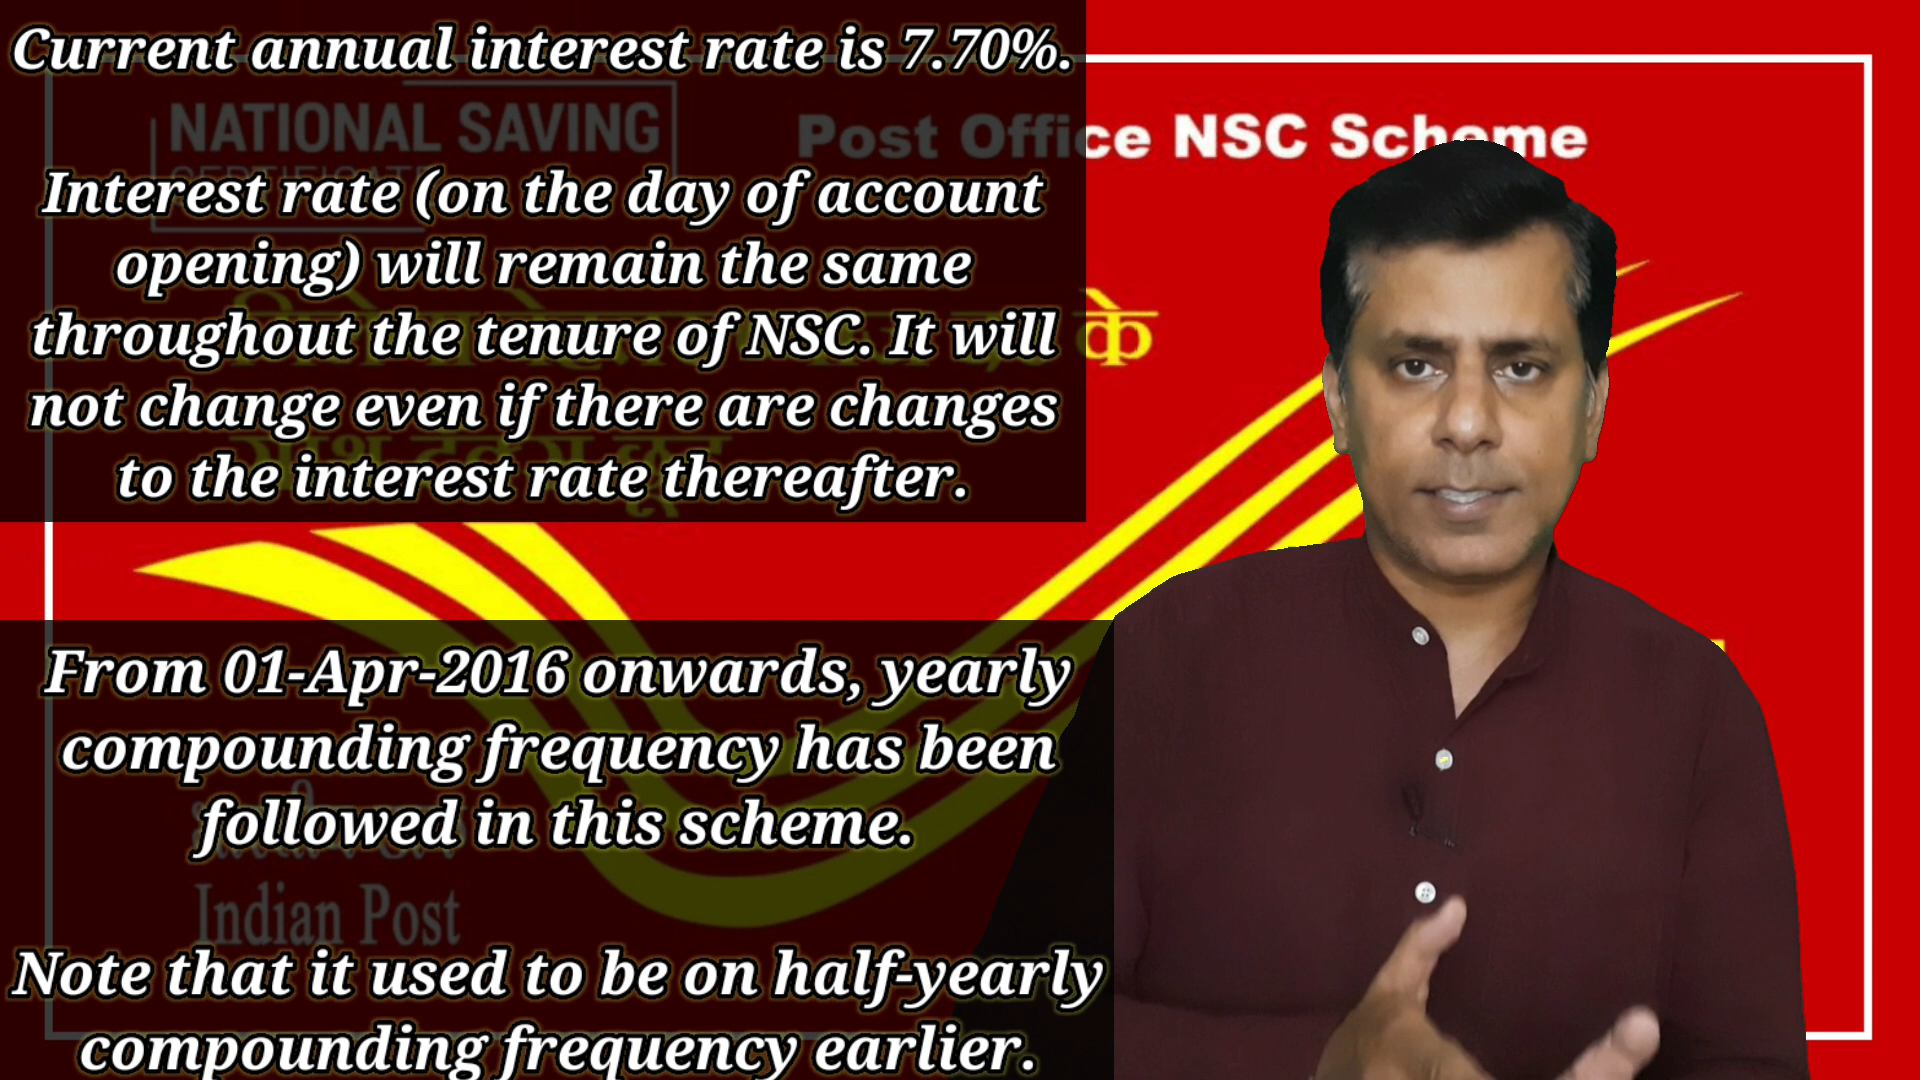 Current annual interest rate is 7.70%.
NATIONAL SAVING
CERTIFICATE
Post Office NSC Scheme
Interest rate (on the day of account
opening) will remain the same
throughout the tenure of NSC. It will
not change even if there are changes
to the interest rate thereafter.
के
From 01-Apr-2016 onwards, yearly
compounding frequency has been
followed in this scheme.
Indian Post
Note that it used to be on half-yearly
compounding frequency earlier.